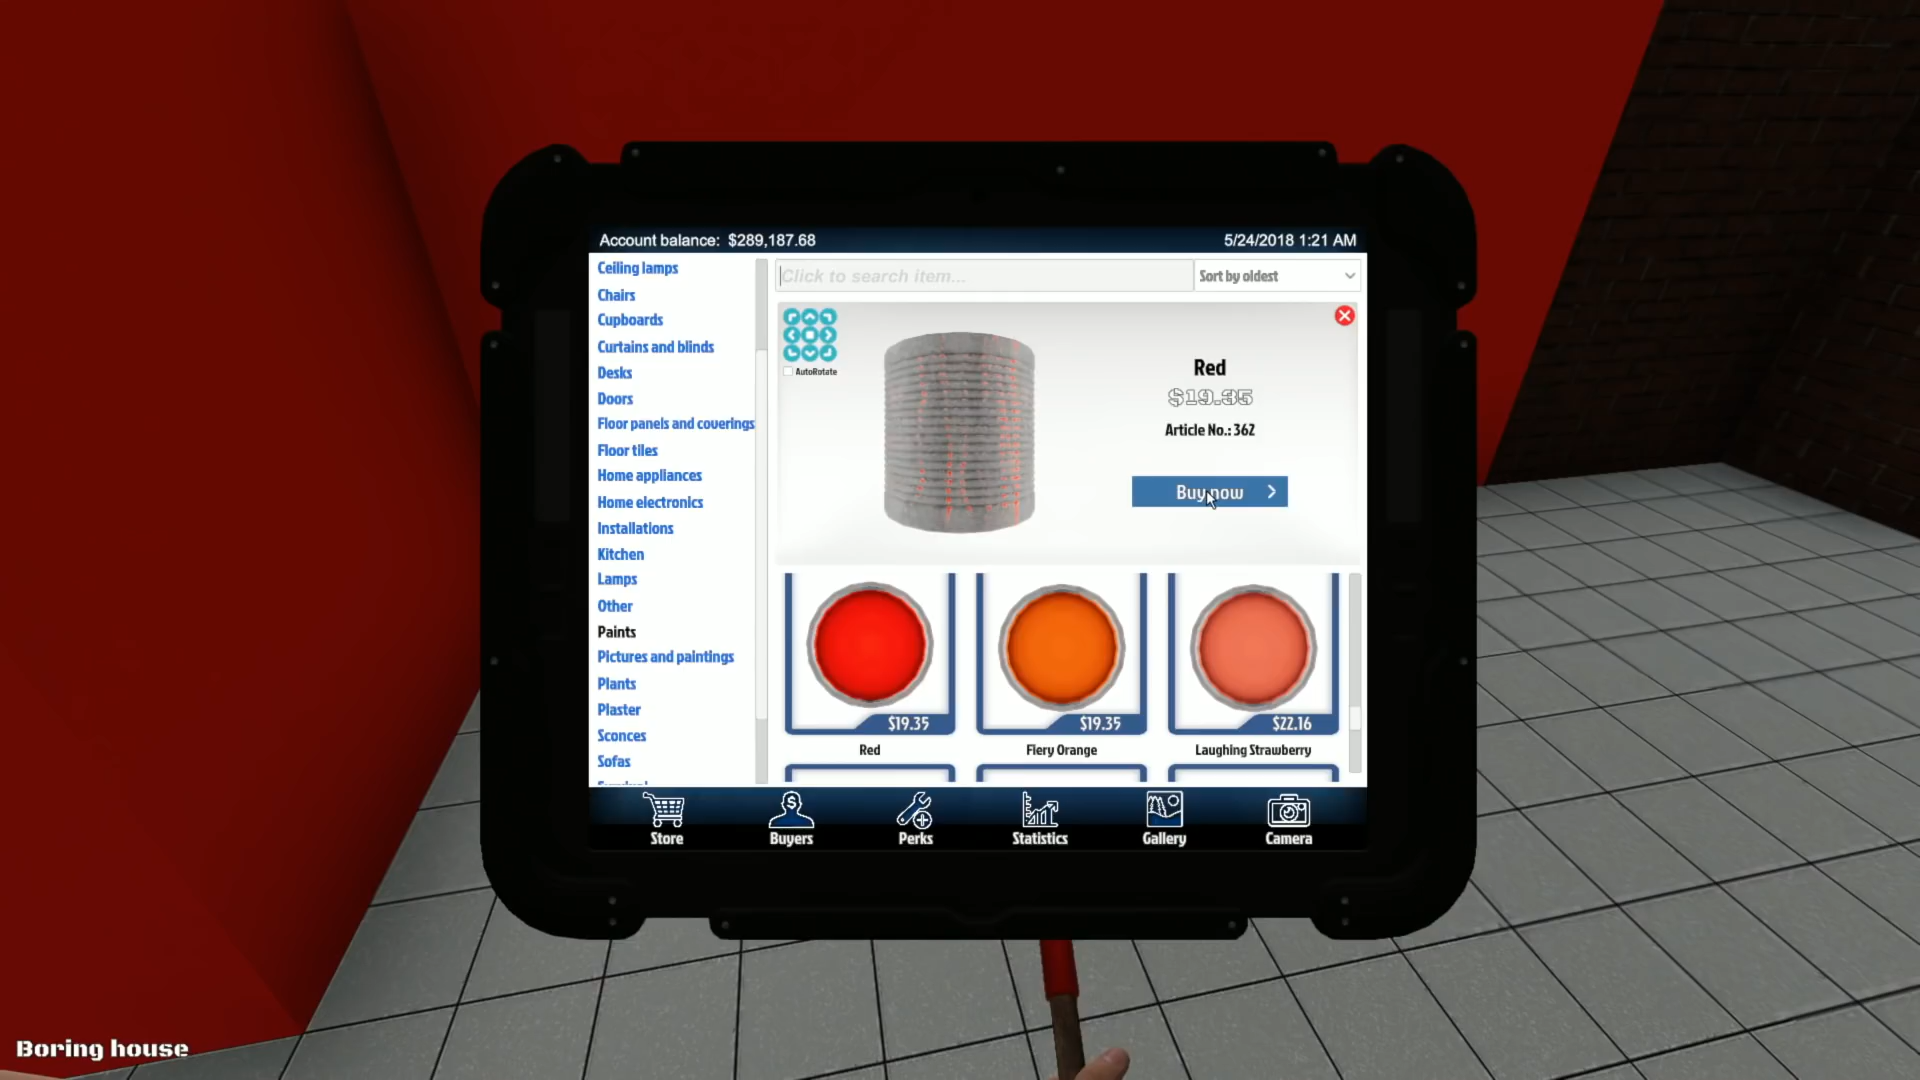 Account balance: $289,187.68
5/24/2018 1:21 AM
Ceiling lamps
Chairs
Cupboards
Curtains and blinds
Desks
Doors
Floor panels and coverings
Floor tiles
Home appliances
Home electronics
Installations
Kitchen
Lamps
Other
Paints
Pictures and paintings
Plants
Plaster
Sconces
Sofas
Click to search item...
Sort by oldest
AutoRotate
Red
$19.35
Article No.: 362
Buy now
$19.35
$19.35
$22.16
Red
Fiery Orange
Laughing Strawberry
Store
Buyers
Perks
Statistics
Gallery
Camera
Boring house